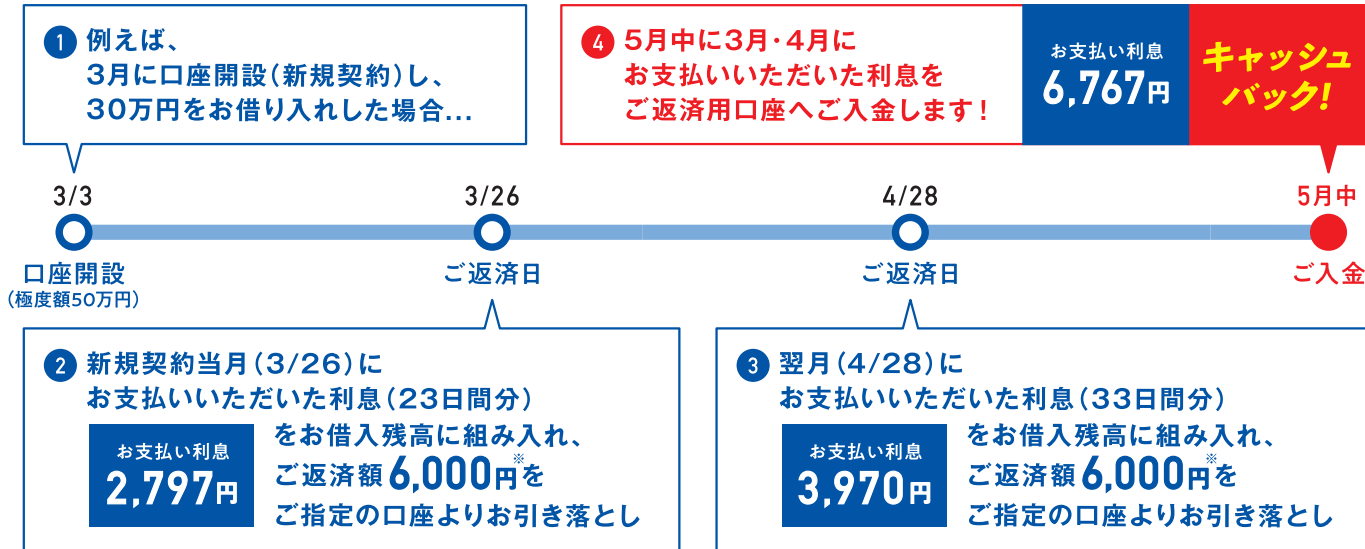 1 例えば、
3月に口座開設（新規契約）し、
30万円をお借り入れした場合...
4 5月中に3月・4月に
お支払いいただいた利息を
ご返済用口座へご入金します！
お支払い利息
6,767円
キャッシュ
バック！
3/3
3/26
4/28
5月中
口座開設
（極度額50万円）
ご返済日
ご返済日
ご入金
2 新規契約当月（3/26）に
お支払いいただいた利息（23日間分）
お支払い利息
2,797円
をお借入残高に組み入れ、
ご返済額6,000円※を
ご指定の口座よりお引き落とし
3 翌月（4/28）に
お支払いいただいた利息（33日間分）
お支払い利息
3,970円
をお借入残高に組み入れ、
ご返済額6,000円※を
ご指定の口座よりお引き落とし